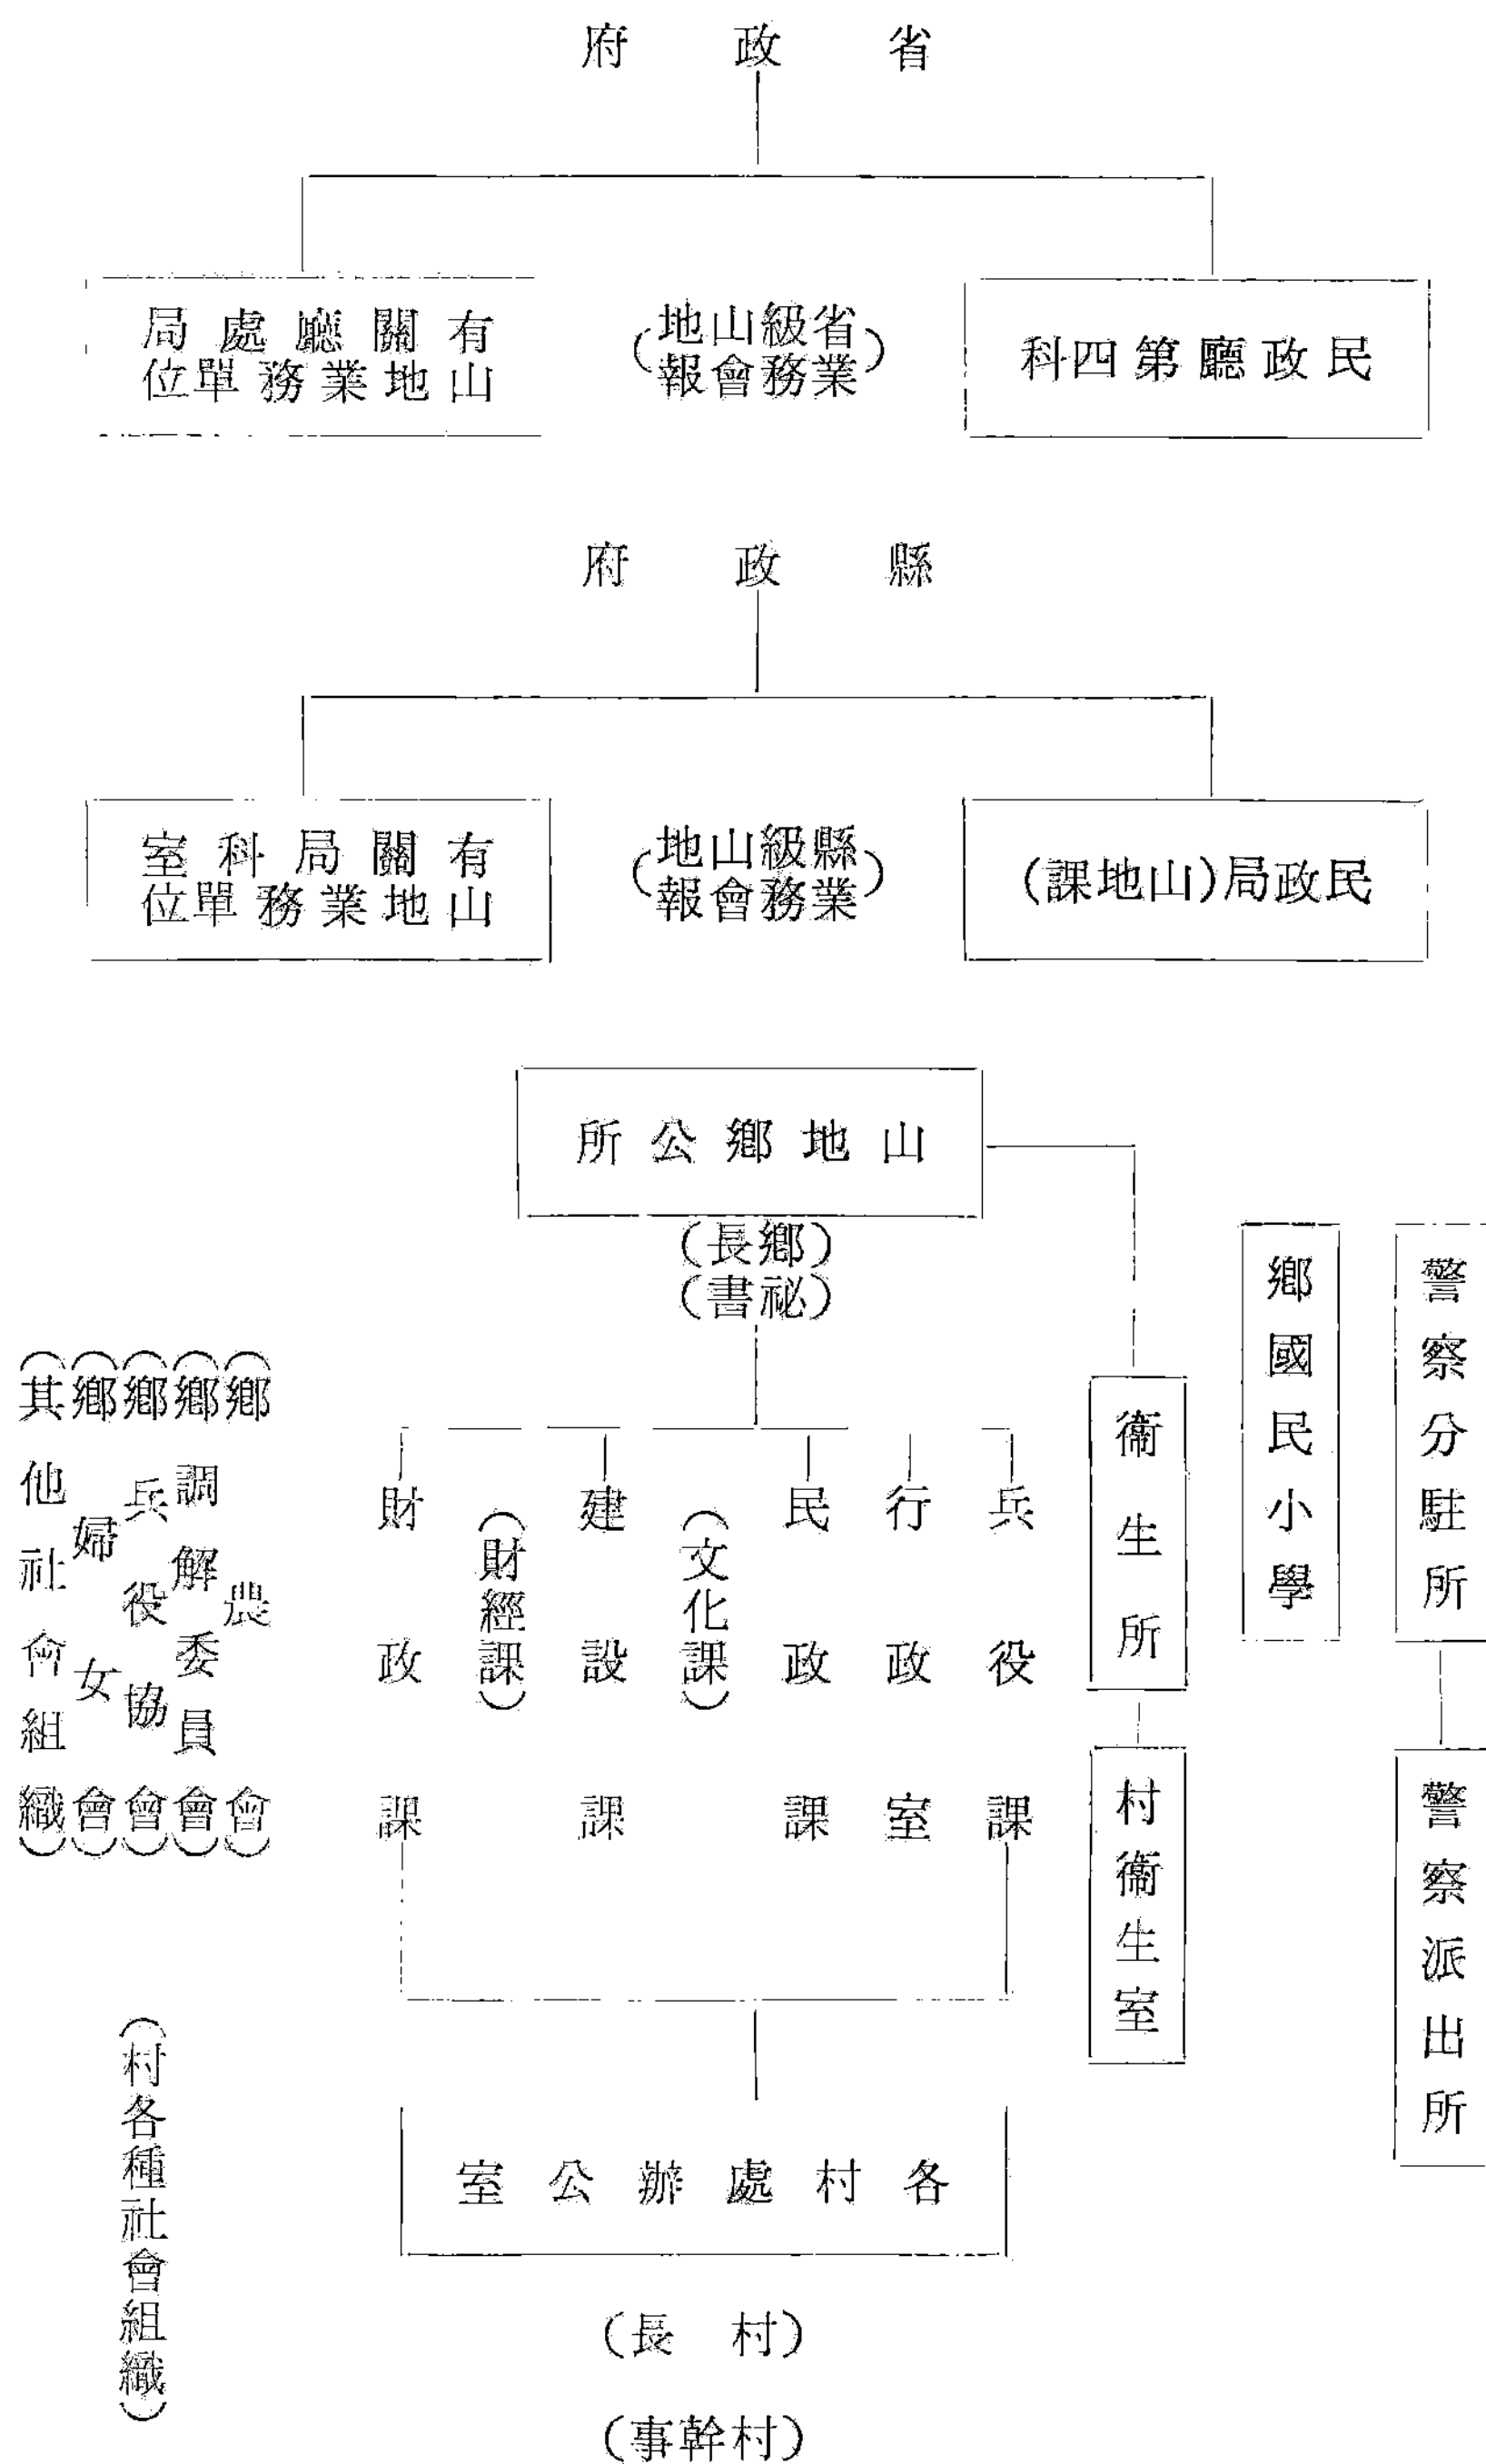 省政府
民政廳第四科
(省級山地業務會報)
有關廳處局
山地業務單位
縣政府
民政局(山地課)
(縣級山地業務會報)
有關局科室
山地業務單位
山地鄉公所
(鄉長)
(祕書)
警察分駐所
警察派出所
鄉國民小學
衞生所
村衞生室
兵役課
行政室
民政課
(文化課)
建設課
(財經課)
財政課
(鄉農會)
(鄉調解委員會)
(鄉兵役協會)
(鄉婦女會)
(其他社會組織)
各村處辦公室
(村長)
(村幹事)
(村各種社會組織)